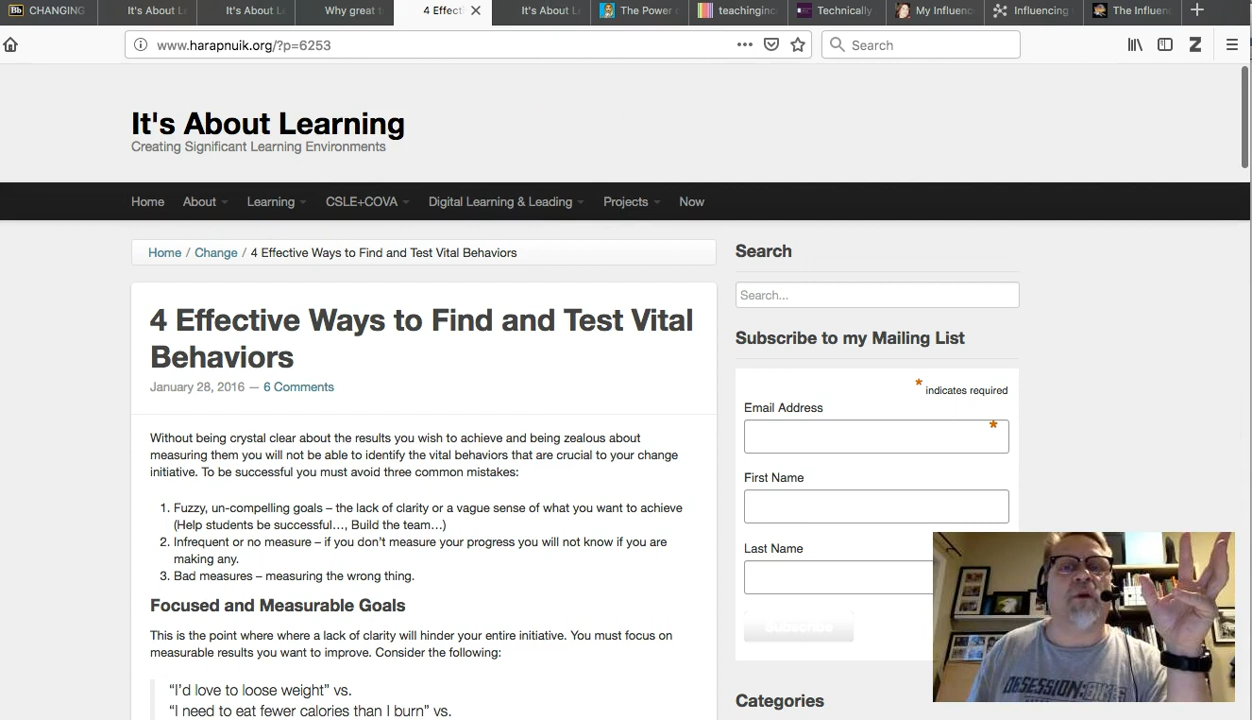 CHANGING
It's About L
It's About L
Why great t
4 Effect
It's About L
The Power o
teachinginc
Technically
My Influenc
Influencing
The Influenc
www.harapnuik.org/?p=6253
Search
It's About Learning
Creating Significant Learning Environments
Home
About
Learning
CSLE+COVA
Digital Learning & Leading
Projects
Now
Home / Change / 4 Effective Ways to Find and Test Vital Behaviors
4 Effective Ways to Find and Test Vital
Behaviors
January 28, 2016 — 6 Comments
Without being crystal clear about the results you wish to achieve and being zealous about
measuring them you will not be able to identify the vital behaviors that are crucial to your change
initiative. To be successful you must avoid three common mistakes:
1. Fuzzy, un-compelling goals – the lack of clarity or a vague sense of what you want to achieve
(Help students be successful…, Build the team…)
2. Infrequent or no measure – if you don't measure your progress you will not know if you are
making any.
3. Bad measures – measuring the wrong thing.
Focused and Measurable Goals
This is the point where where a lack of clarity will hinder your entire initiative. You must focus on
measurable results you want to improve. Consider the following:
“I'd love to loose weight” vs.
“I need to eat fewer calories than I burn” vs.
Search
Search...
Subscribe to my Mailing List
* indicates required
Email Address
*
First Name
Last Name
Subscribe
Categories
OBSESSION: